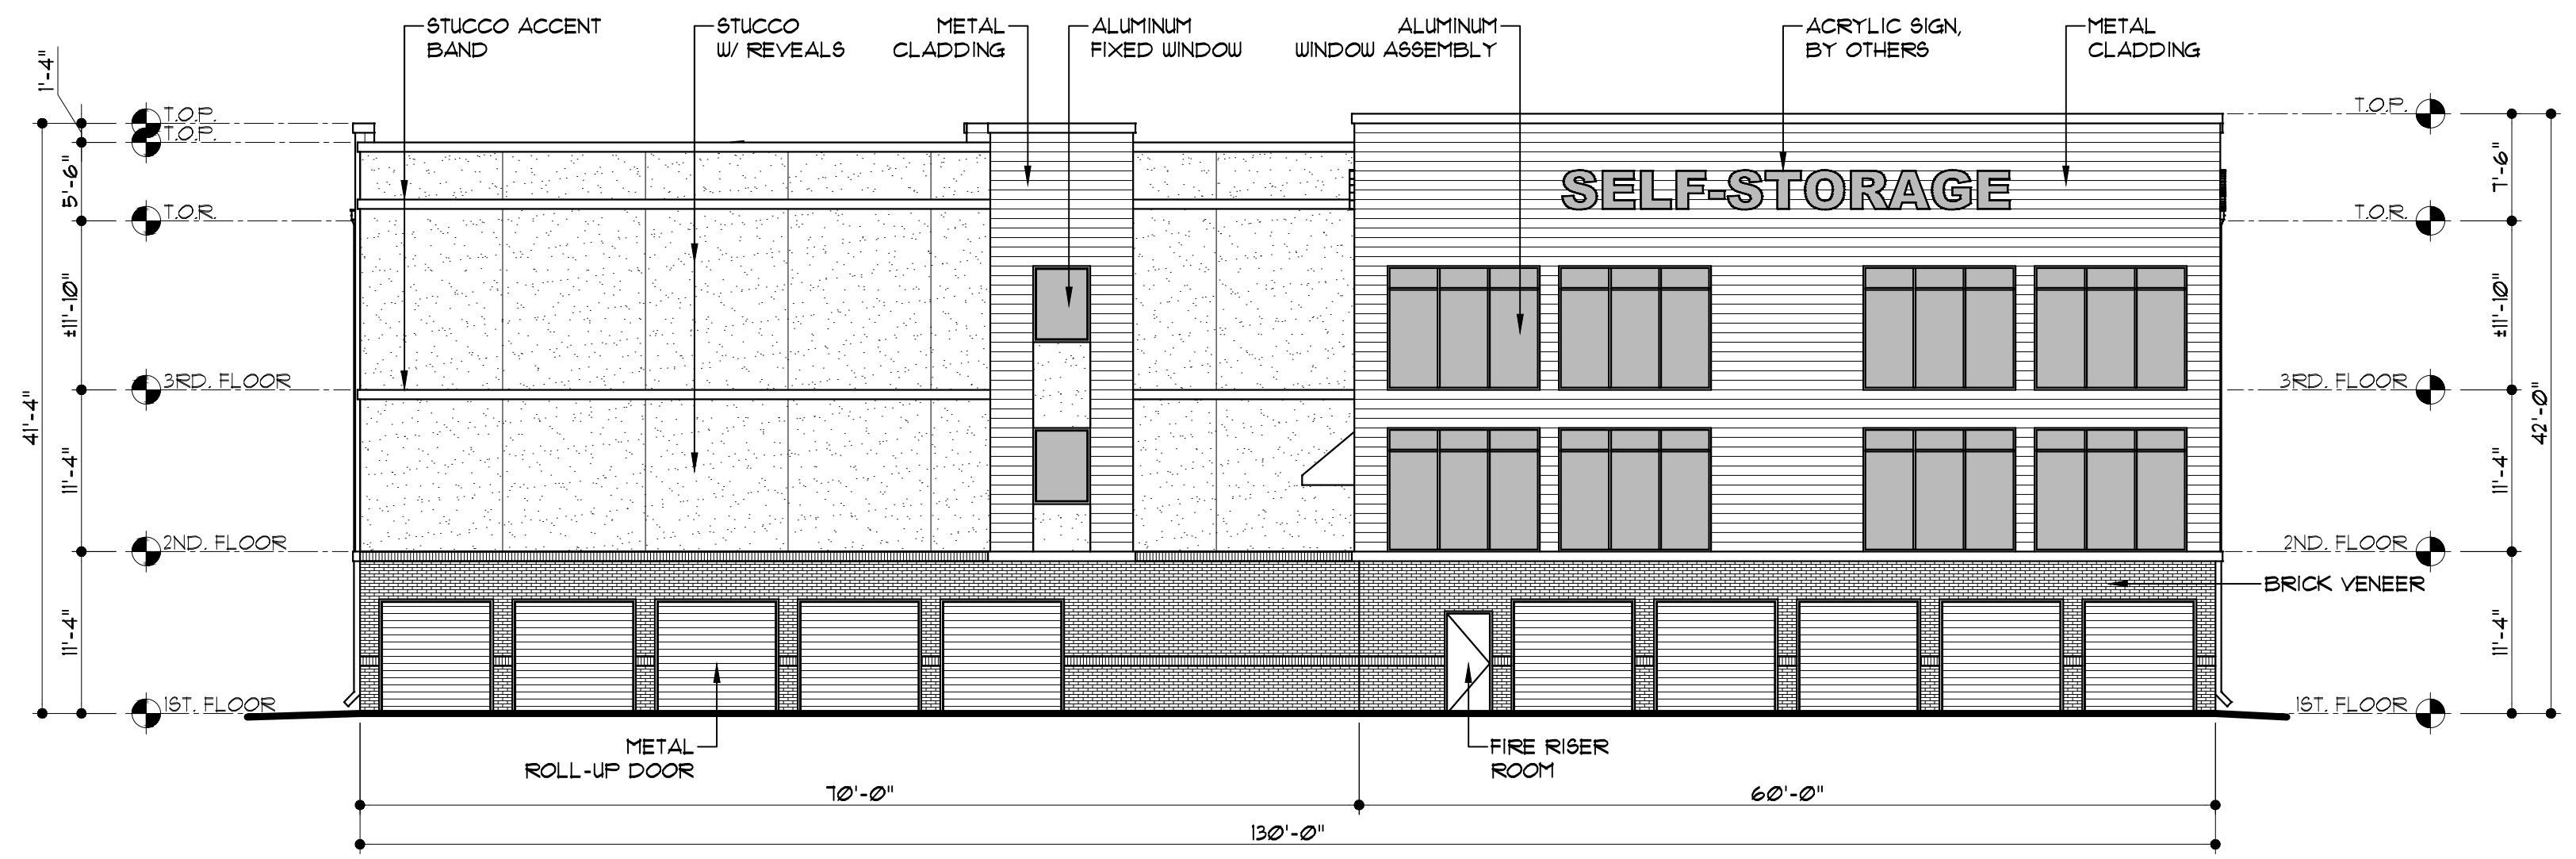 STUCCO ACCENT
BAND
STUCCO
W/ REVEALS
METAL
CLADDING
ALUMINUM
FIXED WINDOW
ALUMINUM
WINDOW ASSEMBLY
ACRYLIC SIGN,
BY OTHERS
METAL
CLADDING
1'-4"
T.O.P.
T.O.P.
T.O.P.
5'-6"
7'-6"
SELF-STORAGE
T.O.R.
T.O.R.
±11'-10"
±11'-10"
3RD. FLOOR
3RD. FLOOR
41'-4"
42'-0"
11'-4"
11'-4"
2ND. FLOOR
2ND. FLOOR
BRICK VENEER
11'-4"
11'-4"
1ST. FLOOR
1ST. FLOOR
METAL
ROLL-UP DOOR
FIRE RISER
ROOM
70'-0"
60'-0"
130'-0"